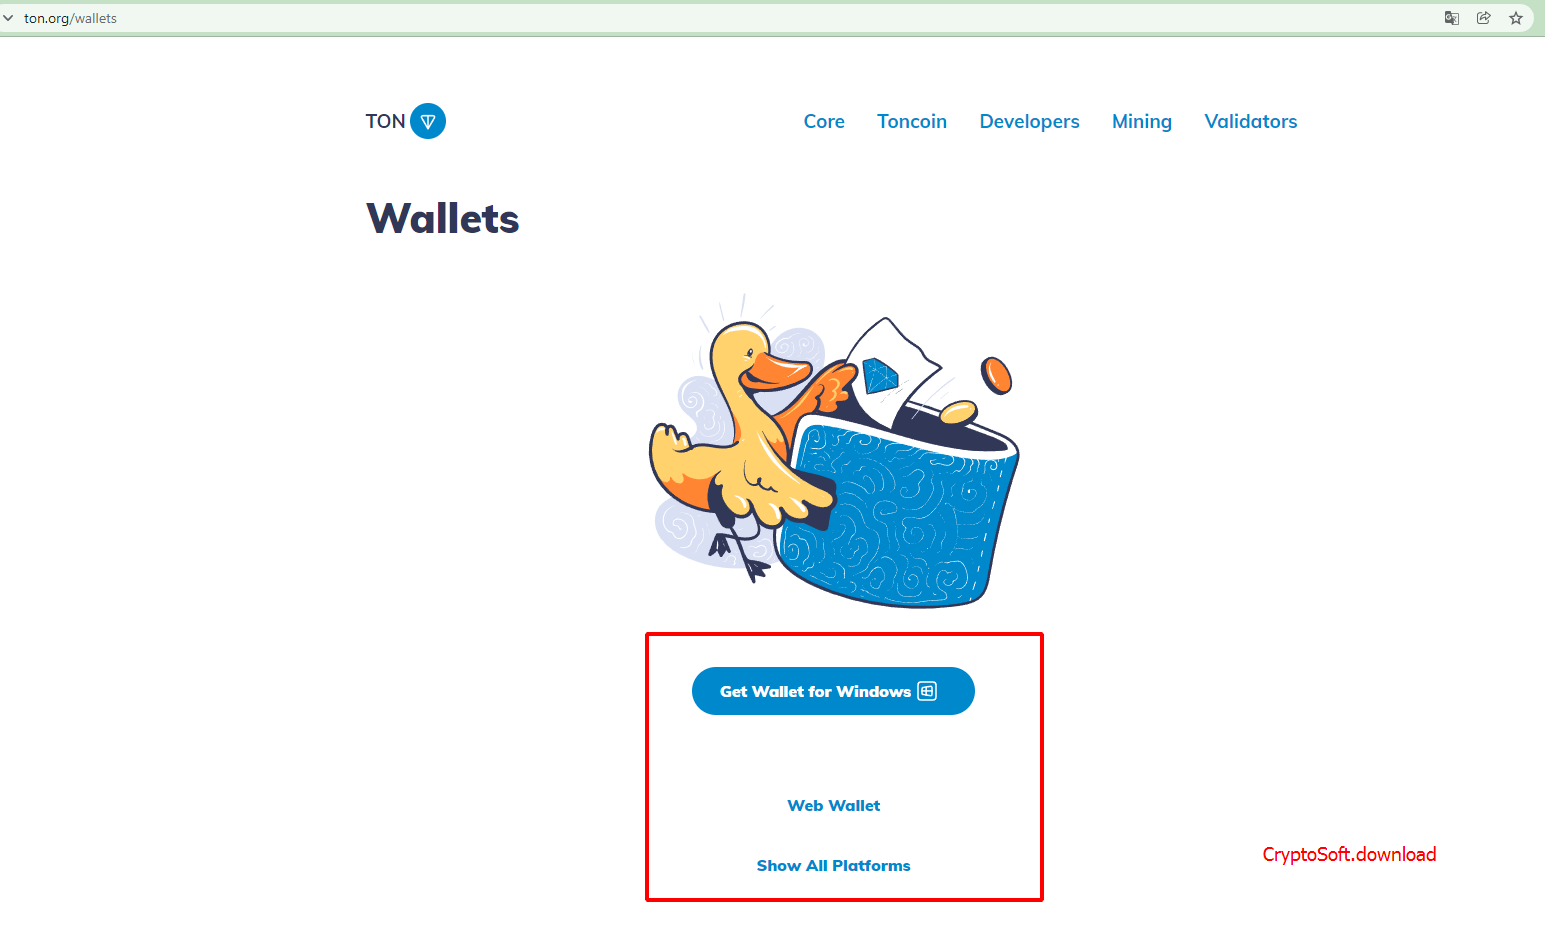 ton.org/wallets
TON
Core Toncoin Developers Mining Validators
Wallets
Get Wallet for Windows
Web Wallet
Show All Platforms
CryptoSoft.download